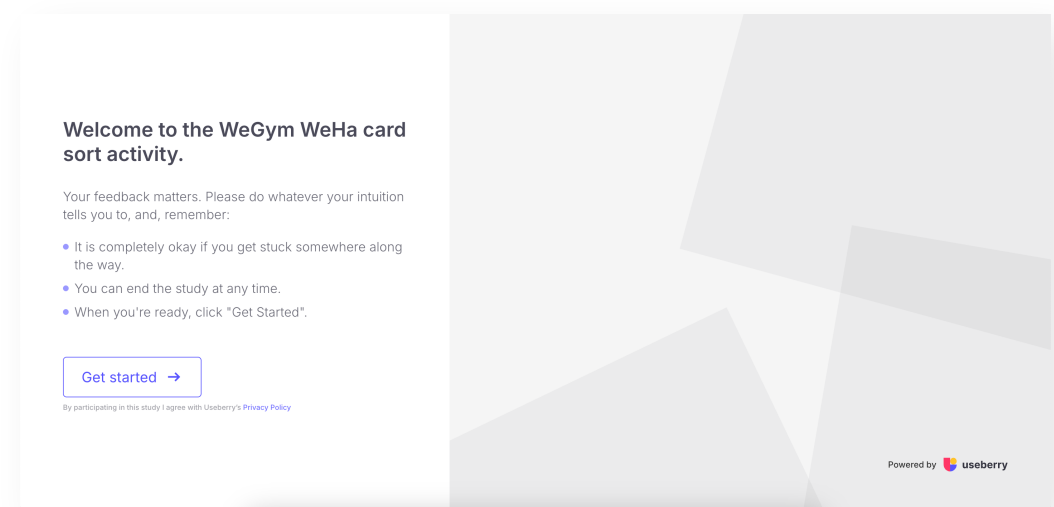 Welcome to the WeGym WeHa card
sort activity.
Your feedback matters. Please do whatever your intuition
tells you to, and, remember:
It is completely okay if you get stuck somewhere along
the way.
You can end the study at any time.
When you're ready, click "Get Started".
Get started →
By participating in this study I agree with Useberry's Privacy Policy
Powered by useberry